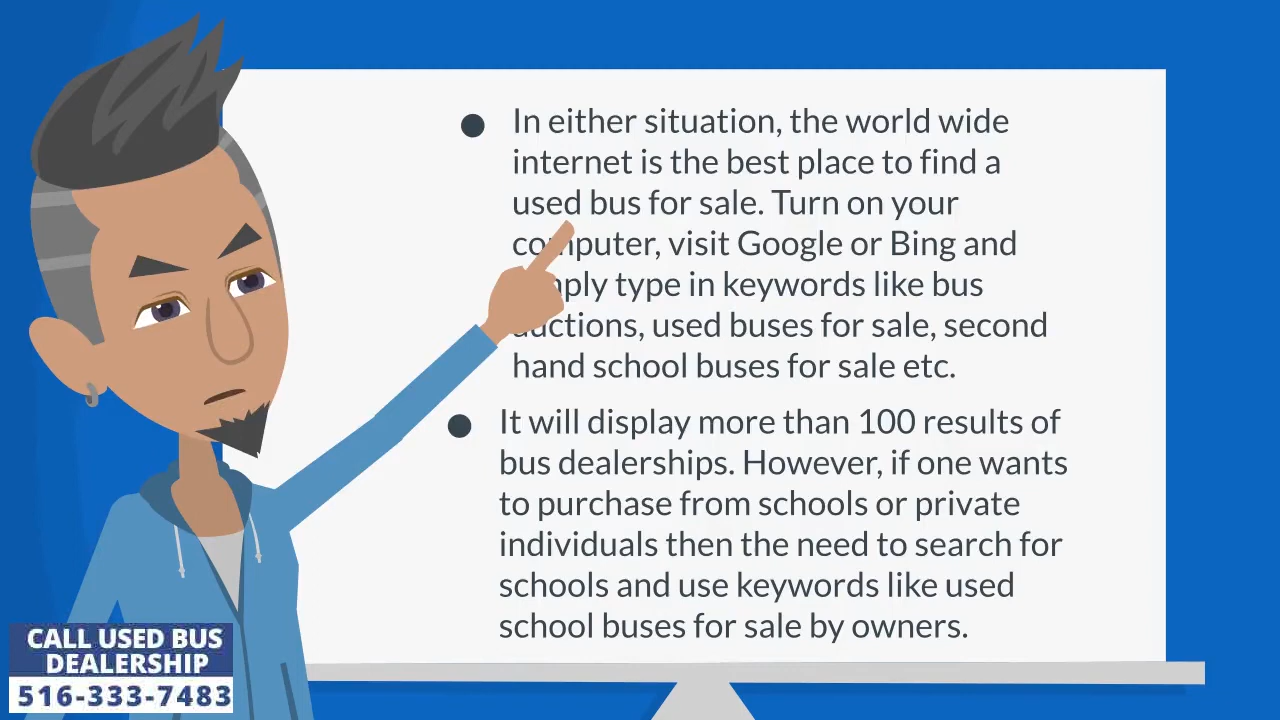 In either situation, the world wide
internet is the best place to find a
used bus for sale. Turn on your
computer, visit Google or Bing and
simply type in keywords like bus
auctions, used buses for sale, second
hand school buses for sale etc.
It will display more than 100 results of
bus dealerships. However, if one wants
to purchase from schools or private
individuals then the need to search for
schools and use keywords like used
school buses for sale by owners.
CALL USED BUS
DEALERSHIP
516-333-7483